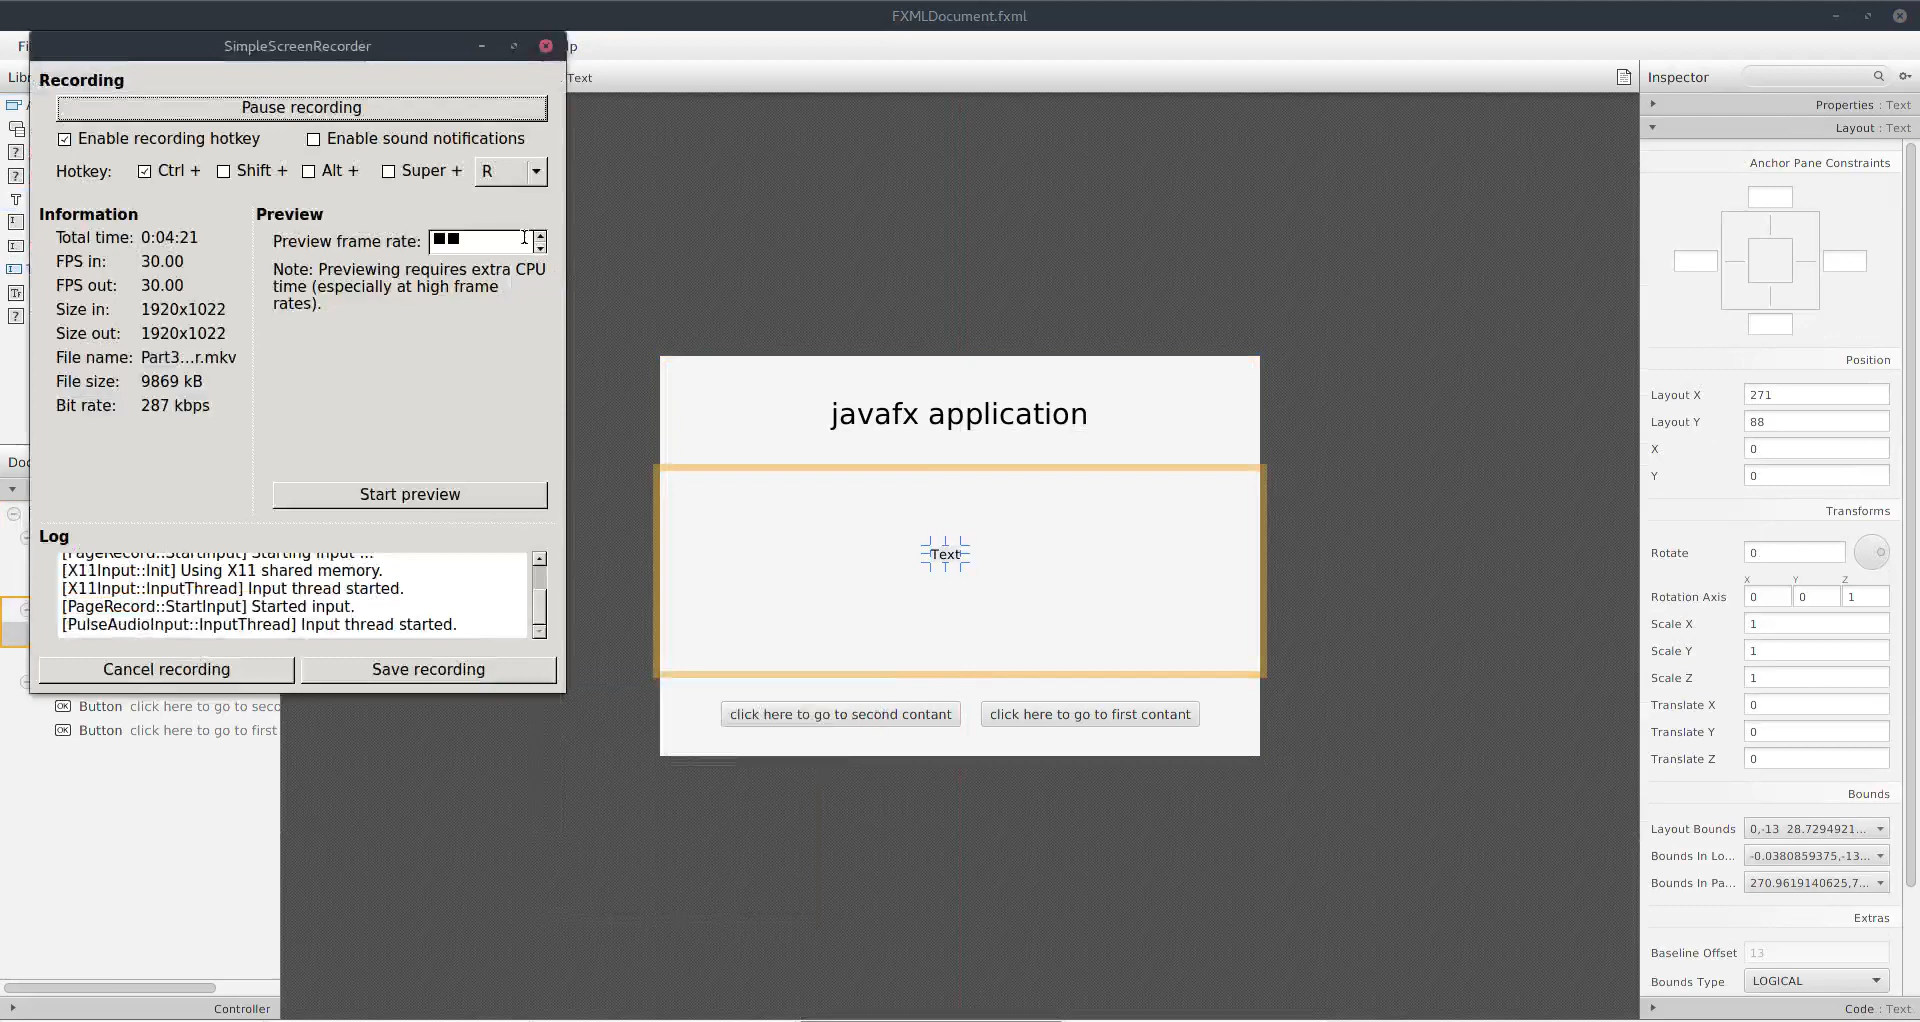 FXMLDocument.fxml
SimpleScreenRecorder
Recording
Pause recording
Enable recording hotkey
Enable sound notifications
Hotkey: Ctrl + Shift + Alt + Super + R
Information
Total time: 0:04:21
FPS in: 30.00
FPS out: 30.00
Size in: 1920x1022
Size out: 1920x1022
File name: Part3...r.mkv
File size: 9869 kB
Bit rate: 287 kbps
Preview
Preview frame rate:
Note: Previewing requires extra CPU
time (especially at high frame
rates).
Start preview
Log
[PageRecord::StartInput] Starting input ...
[X11Input::Init] Using X11 shared memory.
[X11Input::InputThread] Input thread started.
[PageRecord::StartInput] Started input.
[PulseAudioInput::InputThread] Input thread started.
Cancel recording
Save recording
Button click here to go to seco
Button click here to go to first
Controller
Text
javafx application
Text
click here to go to second contant
click here to go to first contant
Inspector
Properties : Text
Layout : Text
Anchor Pane Constraints
Position
Layout X 271
Layout Y 88
X 0
Y 0
Transforms
Rotate 0
X Y Z
Rotation Axis 0 0 1
Scale X 1
Scale Y 1
Scale Z 1
Translate X 0
Translate Y 0
Translate Z 0
Bounds
Layout Bounds 0,-13 28.7294921...
Bounds In Lo... -0.0380859375,-13...
Bounds In Pa... 270.9619140625,7...
Extras
Baseline Offset 13
Bounds Type LOGICAL
Code : Text